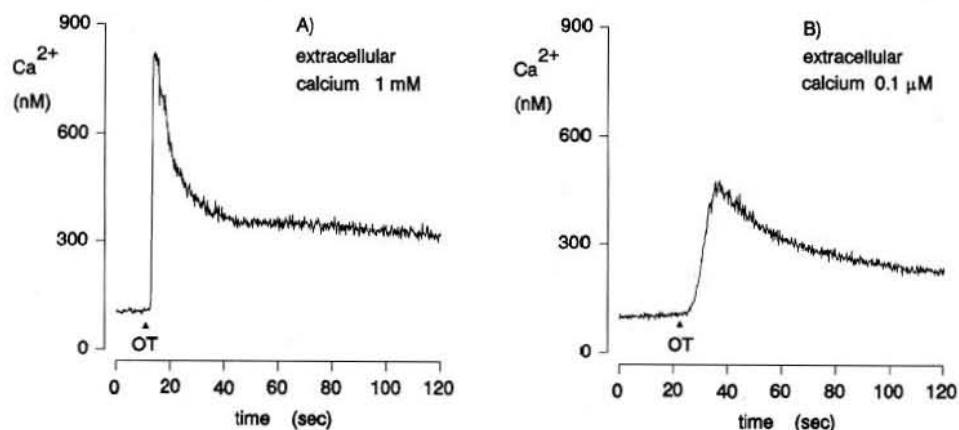 900
A)
Ca2+
extracellular
(nM)
calcium 1 mM
600
300
0
OT
0 20 40 60 80 100 120
time (sec)
900
B)
Ca2+
extracellular
(nM)
calcium 0.1 μM
600
300
0
OT
0 20 40 60 80 100 120
time (sec)